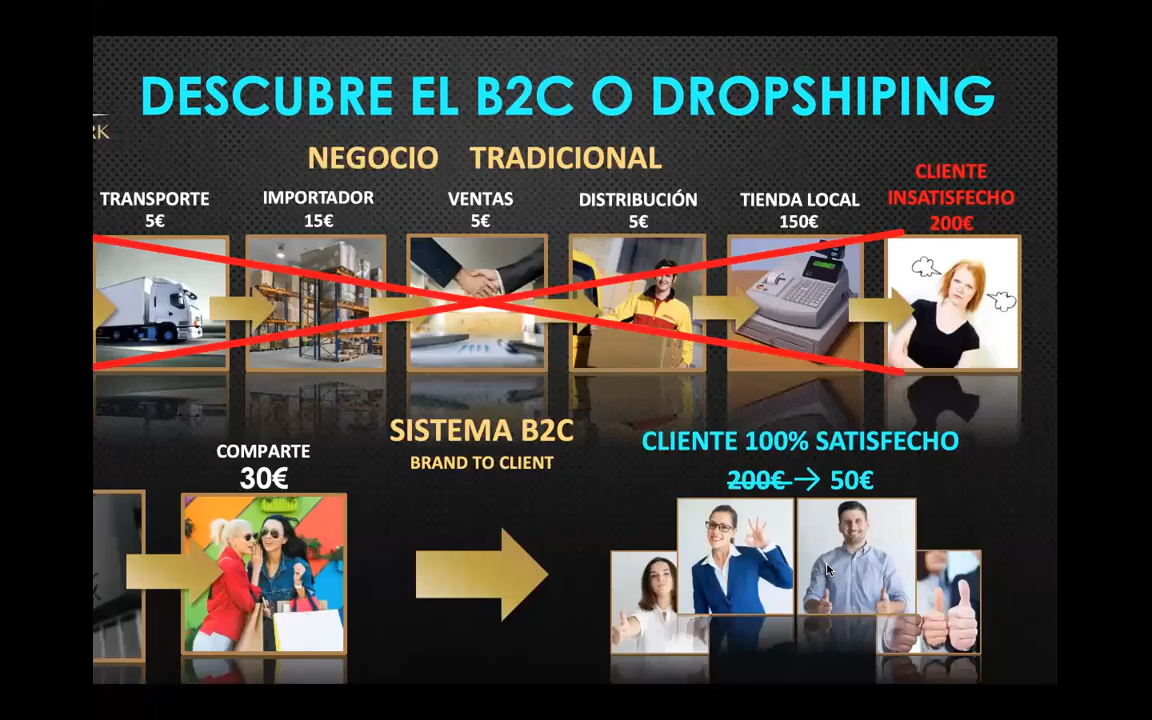 DESCUBRE EL B2C O DROPSHIPING
RK
NEGOCIO TRADICIONAL
TRANSPORTE
5€
IMPORTADOR
15€
VENTAS
5€
DISTRIBUCIÓN
5€
TIENDA LOCAL
150€
CLIENTE
INSATISFECHO
200€
COMPARTE
30€
SISTEMA B2C
BRAND TO CLIENT
CLIENTE 100% SATISFECHO
200€ → 50€